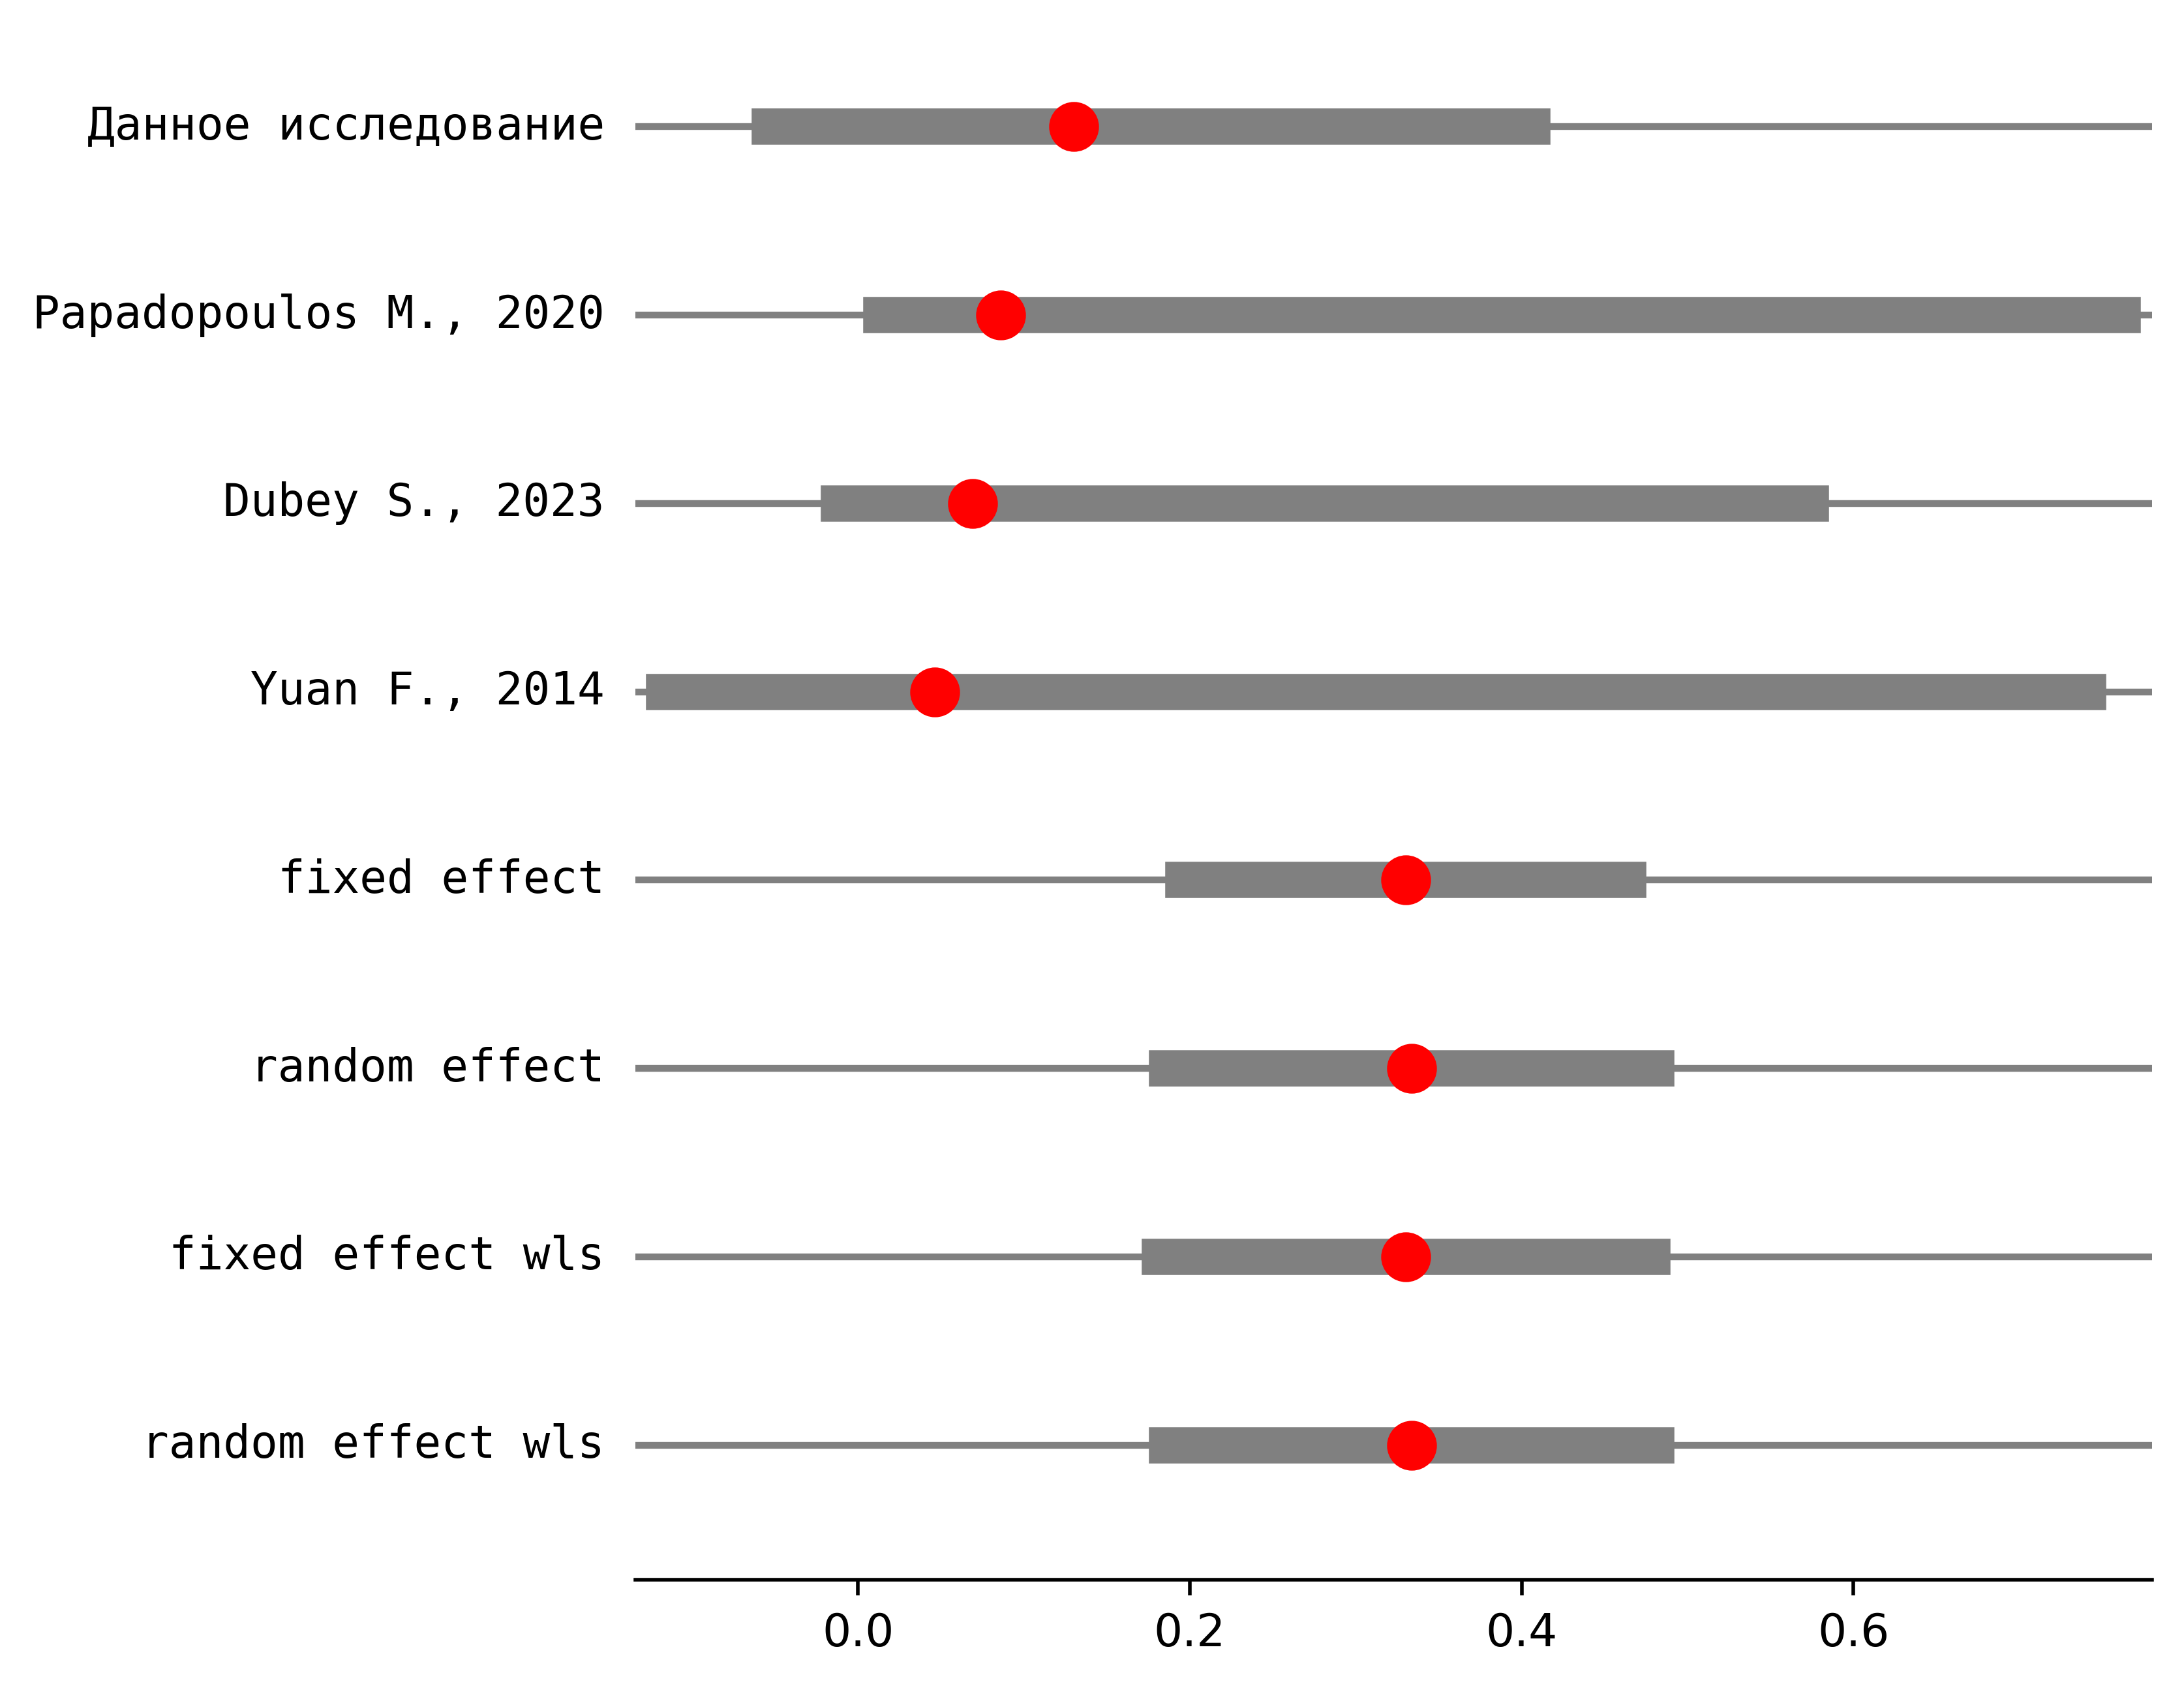 Данное исследование
Papadopoulos M., 2020
Dubey S., 2023
Yuan F., 2014
fixed effect
random effect
fixed effect wls
random effect wls
0.0 0.2 0.4 0.6